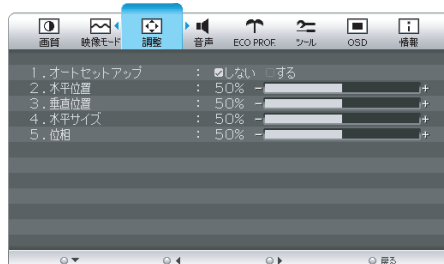 画質 映像モード 調整 音声 ECO PROF. ツール OSD 情報
1.オートセットアップ : しない する
2.水平位置 : 50% − +
3.垂直位置 : 50% − +
4.水平サイズ : 50% − +
5.位相 : 50% − +
戻る